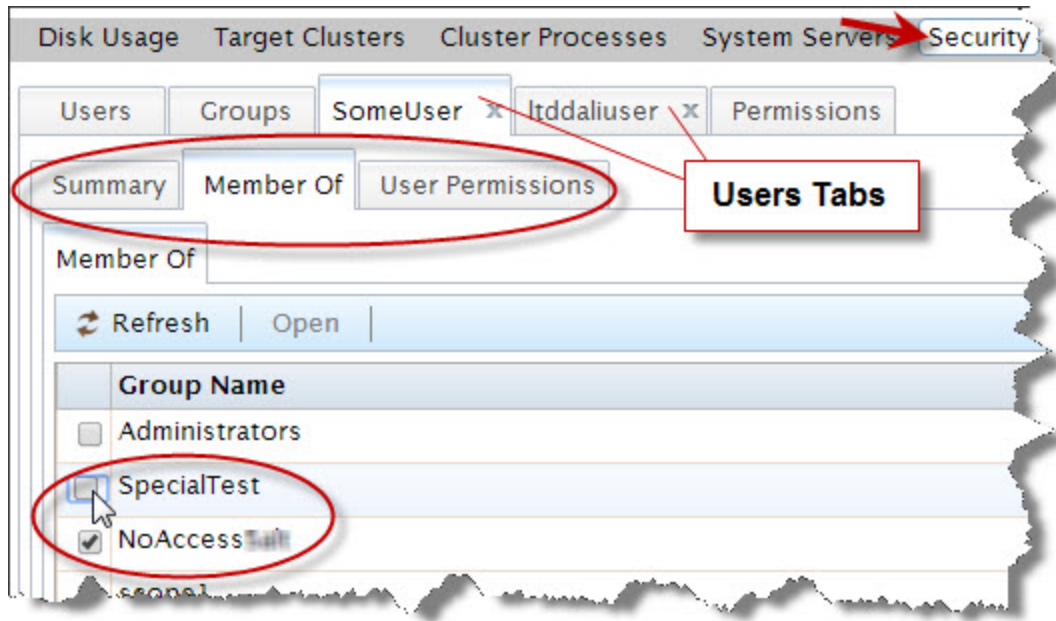 Disk Usage Target Clusters Cluster Processes System Servers Security
Users Groups SomeUser x ltddaliuser x Permissions
Users Tabs
Summary Member Of User Permissions
Member Of
Refresh Open
Group Name
Administrators
SpecialTest
NoAccess